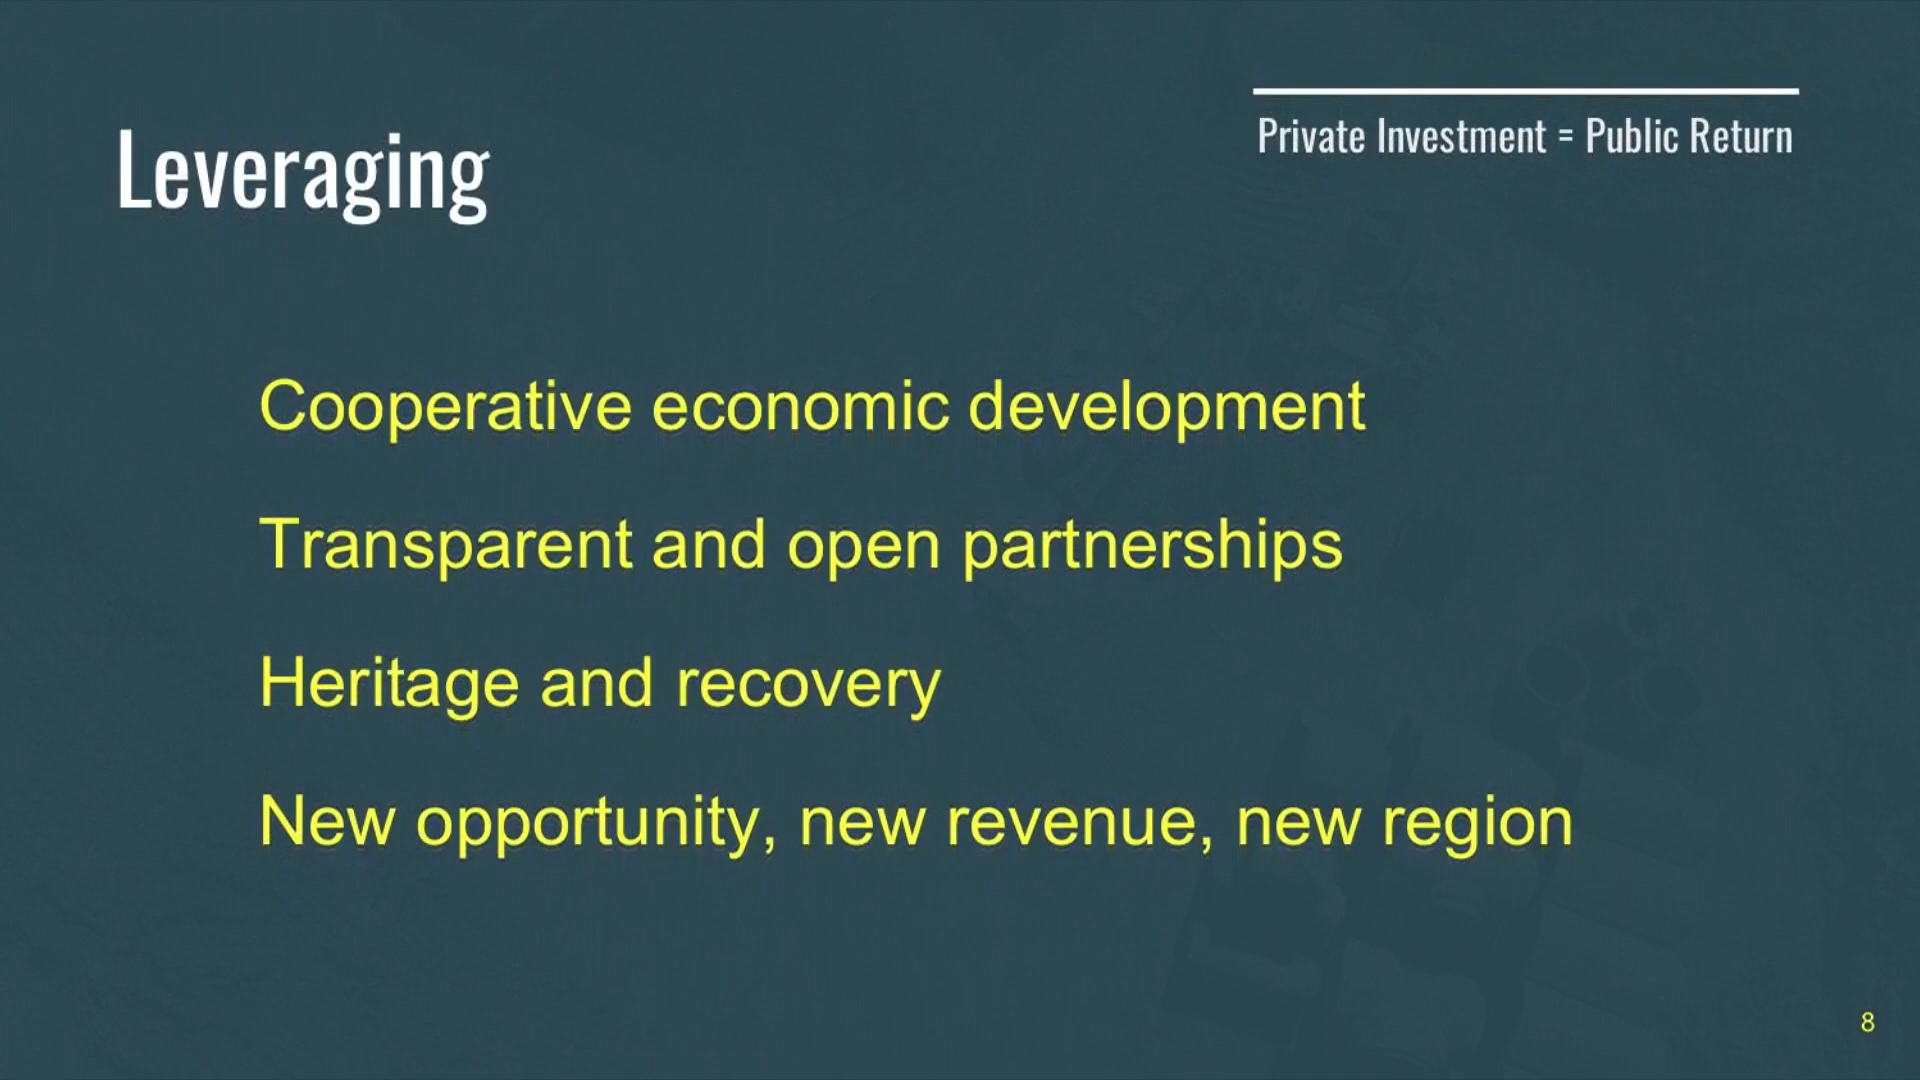 Private Investment = Public Return
Leveraging
Cooperative economic development
Transparent and open partnerships
Heritage and recovery
New opportunity, new revenue, new region
8